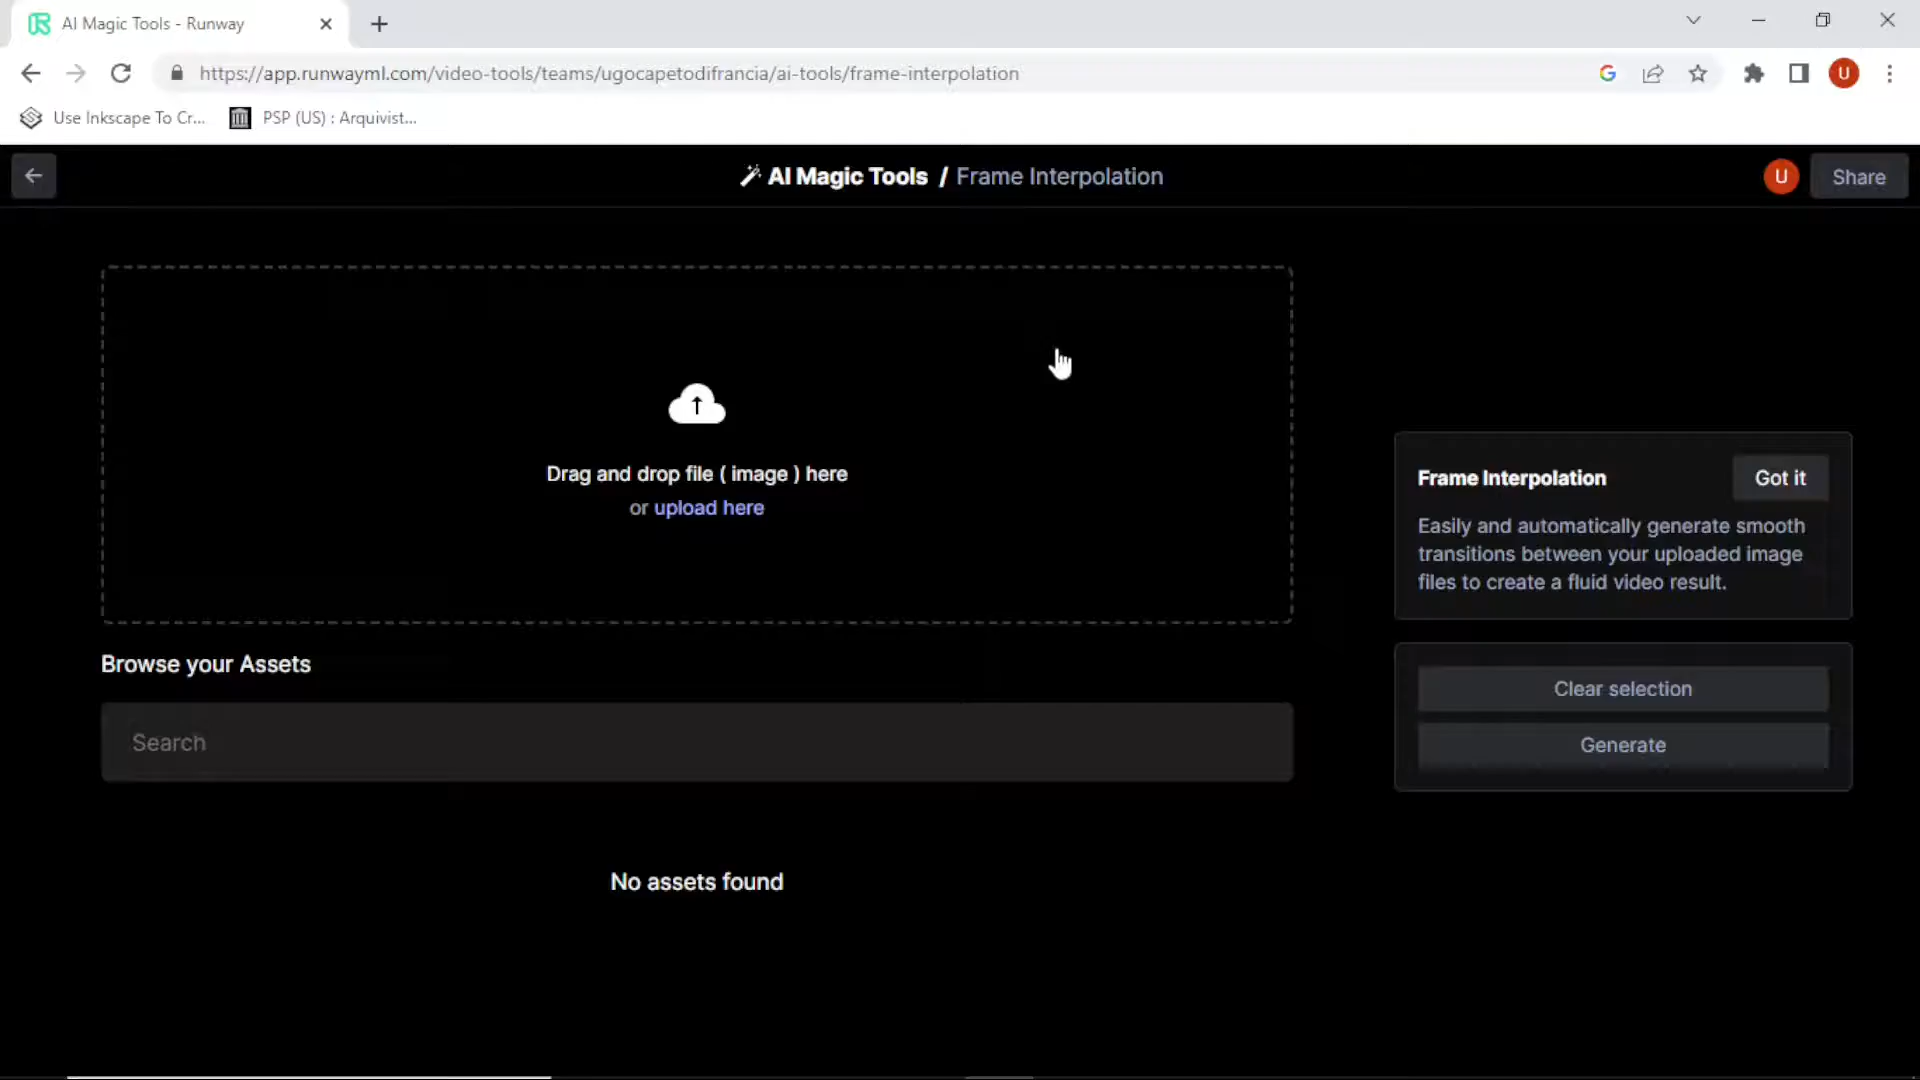 AI Magic Tools - Runway
https://app.runwayml.com/video-tools/teams/ugocapetodifrancia/ai-tools/frame-interpolation
U
Use Inkscape To Cr...
PSP (US) : Arquivist...
AI Magic Tools / Frame Interpolation
U
Share
Drag and drop file ( image ) here
or upload here
Frame Interpolation
Got it
Easily and automatically generate smooth
transitions between your uploaded image
files to create a fluid video result.
Browse your Assets
Clear selection
Search
Generate
No assets found